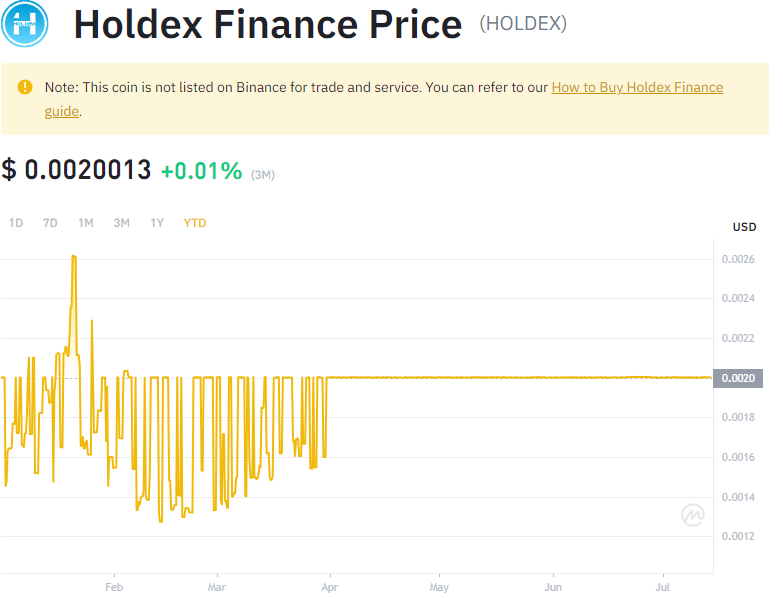 HOLDEX
Holdex Finance Price (HOLDEX)
Note: This coin is not listed on Binance for trade and service. You can refer to our How to Buy Holdex Finance
guide.
$ 0.0020013 +0.01% (3M)
1D 7D 1M 3M 1Y YTD
USD
0.0026
0.0024
0.0022
0.0020
0.0018
0.0016
0.0014
0.0012
Feb Mar Apr May Jun Jul